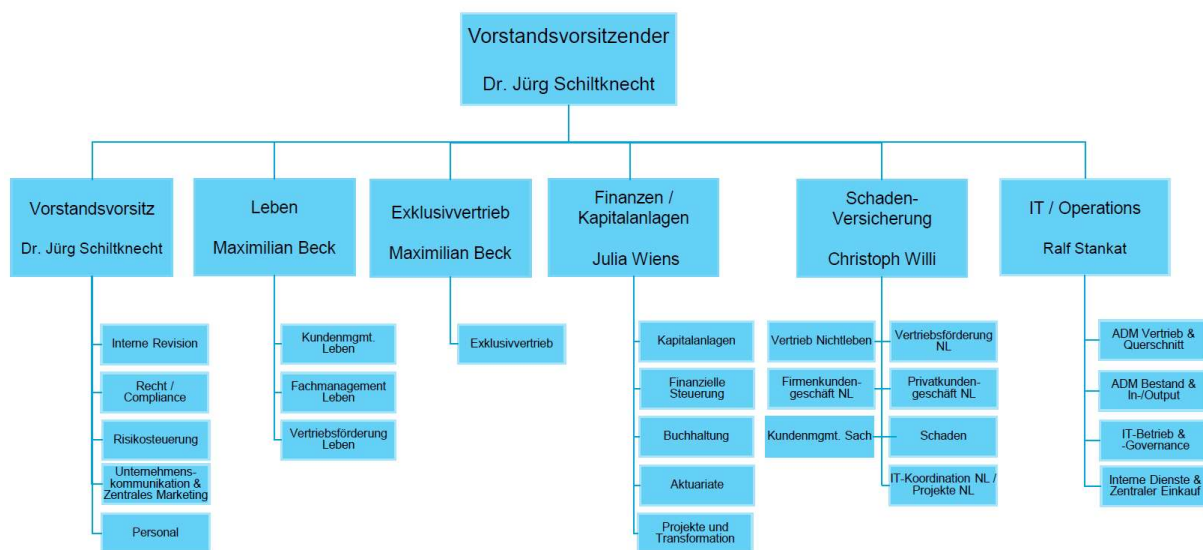 Vorstandsvorsitzender
Dr. Jürg Schiltknecht
Vorstandsvorsitz
Dr. Jürg Schiltknecht
Interne Revision
Recht /
Compliance
Risikosteuerung
Unternehmens-
kommunikation &
Zentrales Marketing
Personal
Leben
Maximilian Beck
Kundenmgmt.
Leben
Fachmanagement
Leben
Vertriebsförderung
Leben
Exklusivvertrieb
Maximilian Beck
Exklusivvertrieb
Finanzen /
Kapitalanlagen
Julia Wiens
Kapitalanlagen
Finanzielle
Steuerung
Buchhaltung
Aktuariate
Projekte und
Transformation
Schaden-
Versicherung
Christoph Willi
Vertrieb Nichtleben
Vertriebsförderung
NL
Firmenkunden-
geschäft NL
Privatkunden-
geschäft NL
Kundenmgmt. Sach
Schaden
IT-Koordination NL /
Projekte NL
IT / Operations
Ralf Stankat
ADM Vertrieb &
Querschnitt
ADM Bestand &
In-/Output
IT-Betrieb &
-Governance
Interne Dienste &
Zentraler Einkauf